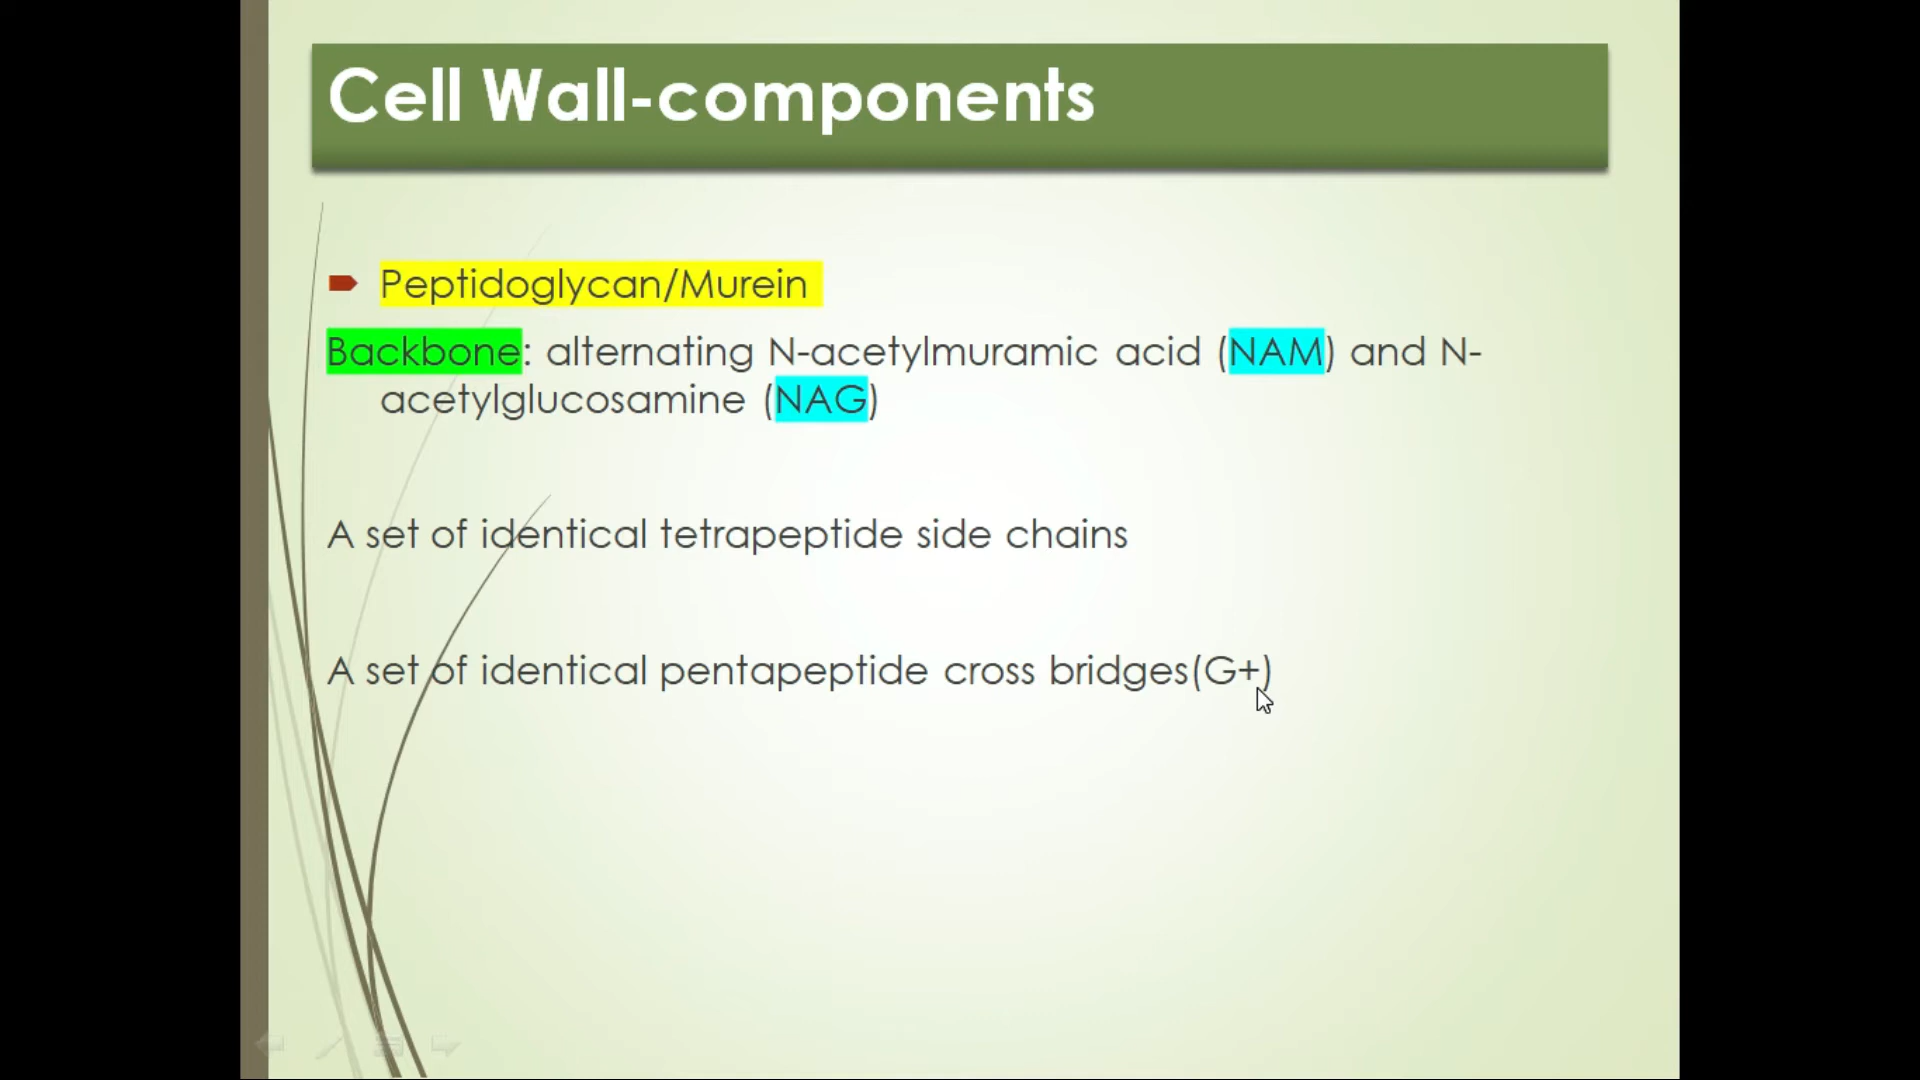 Cell Wall-components
Peptidoglycan/Murein
Backbone: alternating N-acetylmuramic acid (NAM) and N-
acetylglucosamine (NAG)
A set of identical tetrapeptide side chains
A set of identical pentapeptide cross bridges(G+)